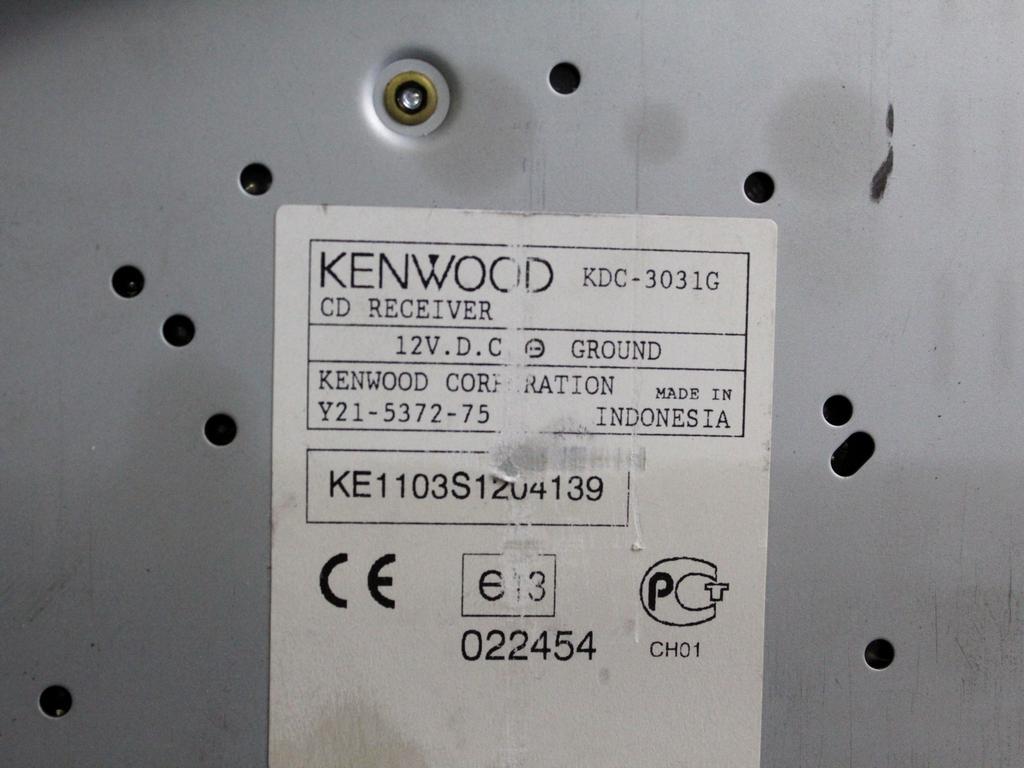 KENWOOD KDC-3031G
CD RECEIVER
12V.D.C ⊖ GROUND
KENWOOD CORPORATION MADE IN
Y21-5372-75 INDONESIA
KE1103S1204139
CE e13 PCT
022454 CH01